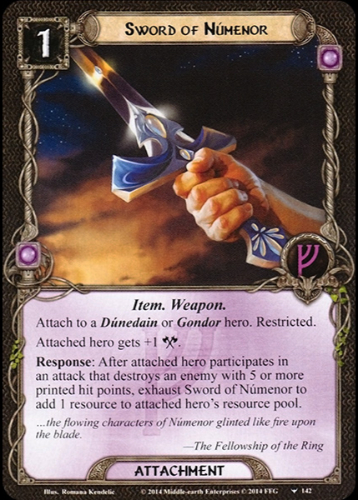 1
Sword of Númenor
Item. Weapon.
Attach to a Dúnedain or Gondor hero. Restricted.
Attached hero gets +1
Response: After attached hero participates in
an attack that destroys an enemy with 5 or more
printed hit points, exhaust Sword of Númenor to
add 1 resource to attached hero's resource pool.
...the flowing characters of Númenor glinted like fire upon
the blade.
—The Fellowship of the Ring
ATTACHMENT
Illus. Romana Kendelic © 2014 Middle-earth Enterprises © 2014 FFG 142